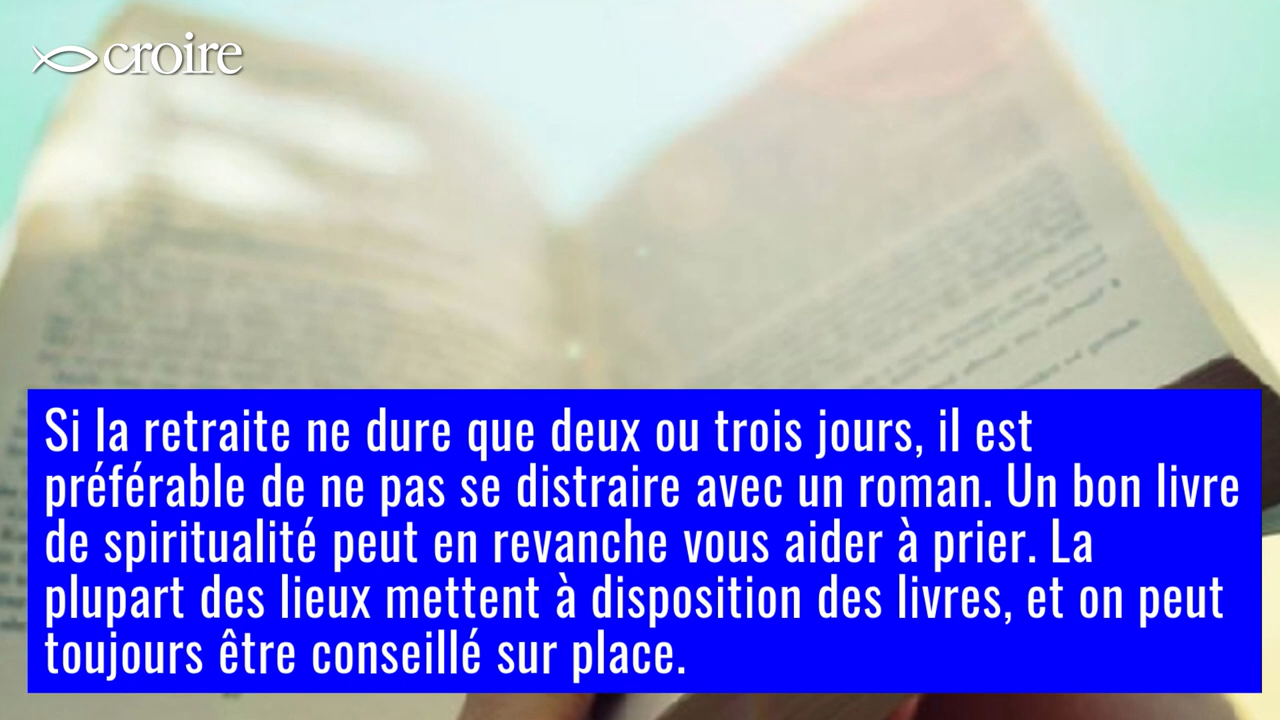 croire
Si la retraite ne dure que deux ou trois jours, il est
préférable de ne pas se distraire avec un roman. Un bon livre
de spiritualité peut en revanche vous aider à prier. La
plupart des lieux mettent à disposition des livres, et on peut
toujours être conseillé sur place.